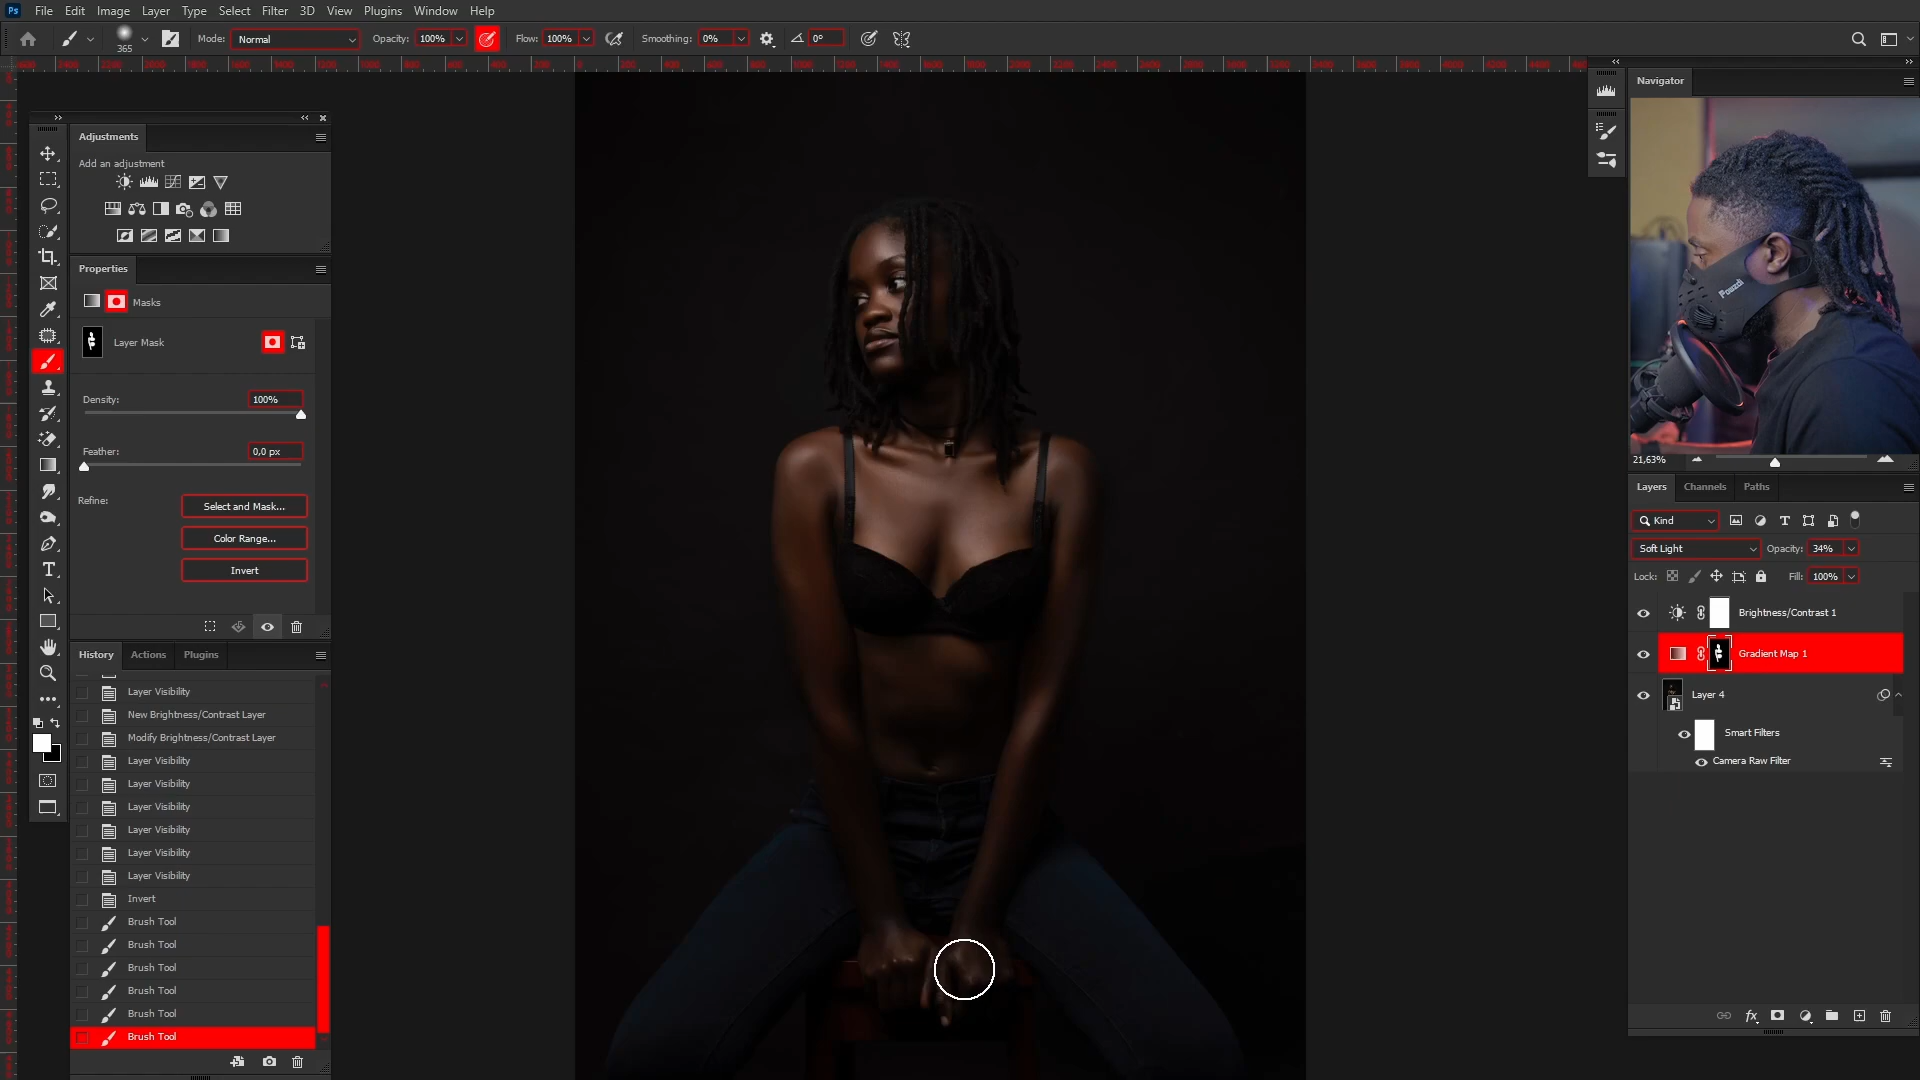 Ps File Edit Image Layer Type Select Filter 3D View Plugins Window Help
365 Mode: Normal Opacity: 100% Flow: 100% Smoothing: 0% 0°
Adjustments
Add an adjustment
Properties
Masks
Layer Mask
Density: 100%
Feather: 0,0 px
Refine: Select and Mask...
Color Range...
Invert
History Actions Plugins
Layer Visibility
New Brightness/Contrast Layer
Modify Brightness/Contrast Layer
Layer Visibility
Layer Visibility
Layer Visibility
Layer Visibility
Layer Visibility
Layer Visibility
Invert
Brush Tool
Brush Tool
Brush Tool
Brush Tool
Brush Tool
Brush Tool
Navigator
21,63%
Layers Channels Paths
Kind
Soft Light Opacity: 34%
Lock: Fill: 100%
Brightness/Contrast 1
Gradient Map 1
Layer 4
Smart Filters
Camera Raw Filter
fx